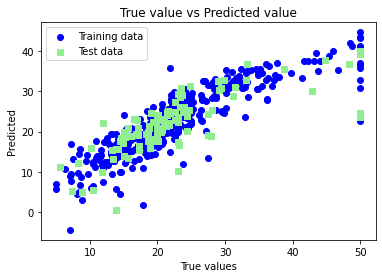 True value vs Predicted value
Training data
Test data
Predicted
40
30
20
10
0
10 20 30 40 50
True values